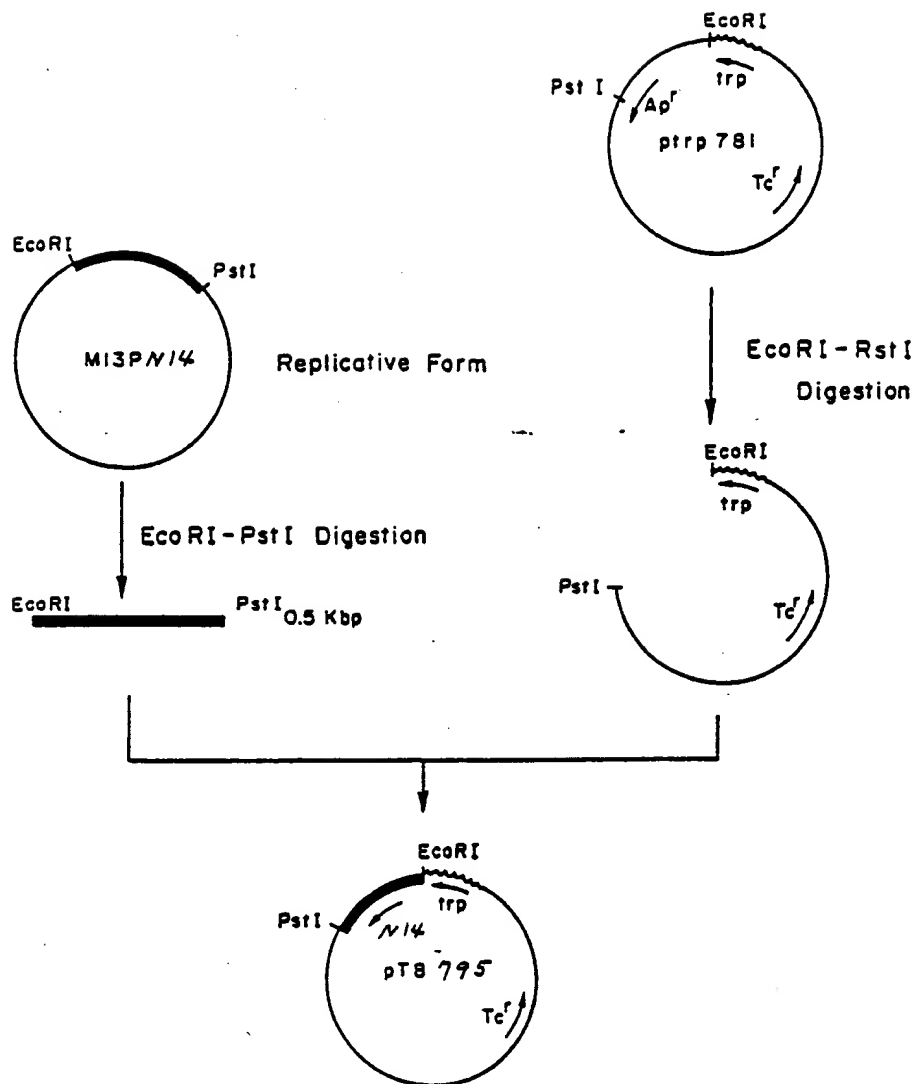 EcoRI
trp
Pst I
Ap^r
ptrp 781
Tc^r
EcoRI
PstI
M13PN14
Replicative Form
EcoRI-RstI
Digestion
EcoRI
trp
PstI
Tc^r
EcoRI-PstI Digestion
EcoRI
PstI
0.5 Kbp
EcoRI
trp
PstI
N14
pT8 795
Tc^r